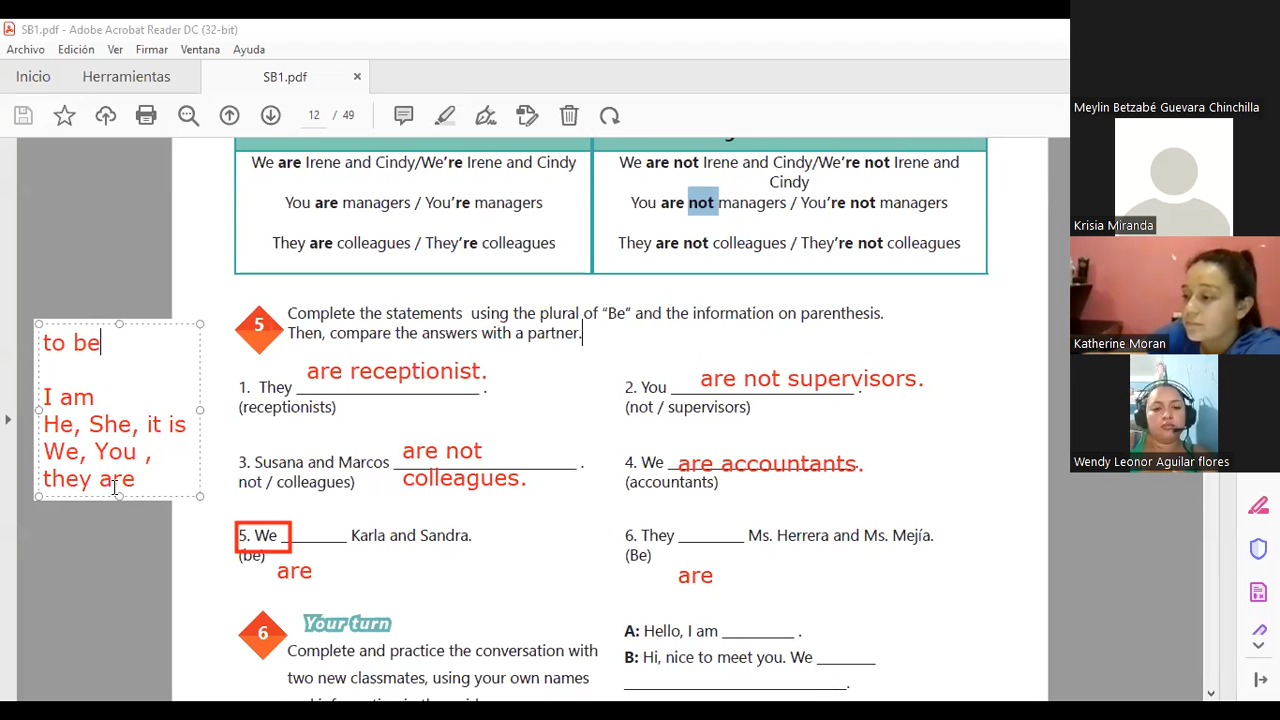 SB1.pdf - Adobe Acrobat Reader DC (32-bit)
Archivo Edición Ver Firmar Ventana Ayuda
Inicio Herramientas SB1.pdf ×
12 / 49
We are Irene and Cindy/We're Irene and Cindy
You are managers / You're managers
They are colleagues / They're colleagues
We are not Irene and Cindy/We're not Irene and
Cindy
You are not managers / You're not managers
They are not colleagues / They're not colleagues
5
Complete the statements using the plural of “Be” and the information on parenthesis.
Then, compare the answers with a partner.
to be
I am
He, She, it is
We, You ,
they are
1. They ____________________ .
are receptionist.
(receptionists)
2. You ____________________ .
are not supervisors.
(not / supervisors)
3. Susana and Marcos ____________________ .
are not
colleagues.
not / colleagues)
4. We ____________________ .
are accountants.
(accountants)
5. We ________ Karla and Sandra.
(be)
are
6. They ________ Ms. Herrera and Ms. Mejía.
(Be)
are
6
Your turn
Complete and practice the conversation with
two new classmates, using your own names
A: Hello, I am _________ .
B: Hi, nice to meet you. We _______
___________________________.
Meylin Betzabé Guevara Chinchilla
Krisia Miranda
Katherine Moran
Wendy Leonor Aguilar flores